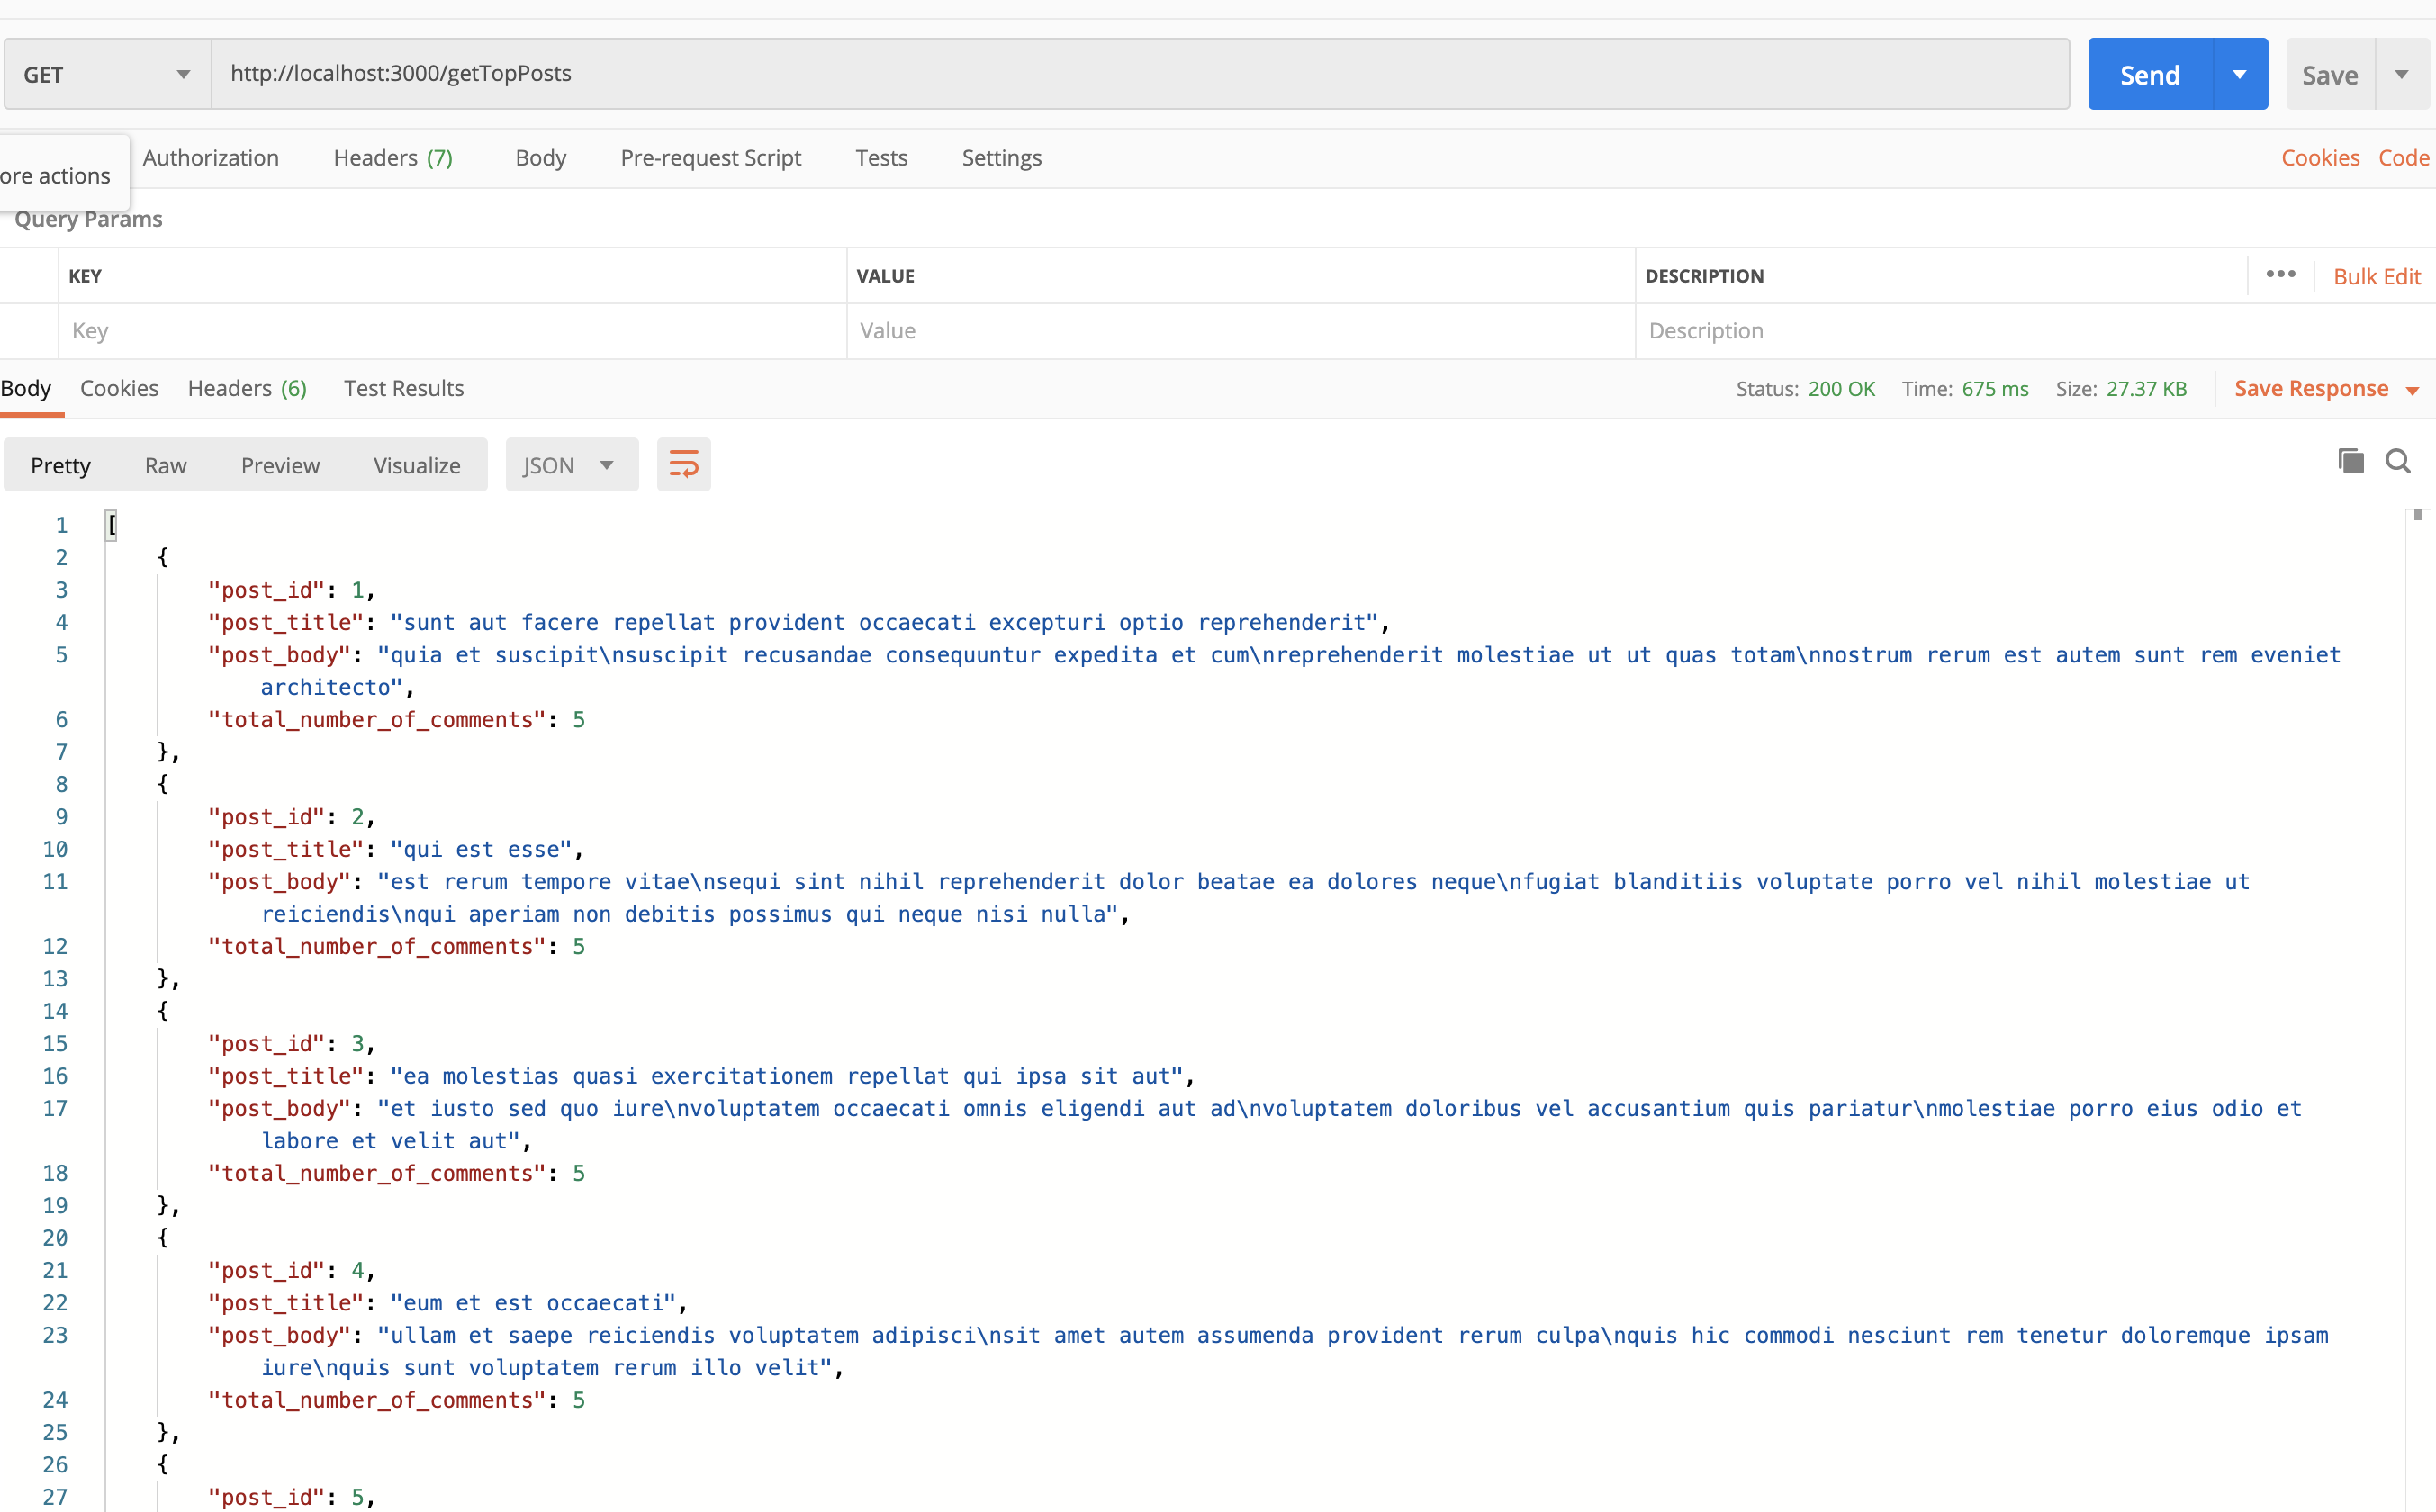 GET http://localhost:3000/getTopPosts Send Save
ore actions Authorization Headers (7) Body Pre-request Script Tests Settings Cookies Code
Query Params
KEY VALUE DESCRIPTION ••• Bulk Edit
Key Value Description
Body Cookies Headers (6) Test Results Status: 200 OK Time: 675 ms Size: 27.37 KB Save Response
Pretty Raw Preview Visualize JSON
1 [
2 {
3 "post_id": 1,
4 "post_title": "sunt aut facere repellat provident occaecati excepturi optio reprehenderit",
5 "post_body": "quia et suscipit\nsuscipit recusandae consequuntur expedita et cum\nreprehenderit molestiae ut ut quas totam\nnostrum rerum est autem sunt rem eveniet
architecto",
6 "total_number_of_comments": 5
7 },
8 {
9 "post_id": 2,
10 "post_title": "qui est esse",
11 "post_body": "est rerum tempore vitae\nsequi sint nihil reprehenderit dolor beatae ea dolores neque\nfugiat blanditiis voluptate porro vel nihil molestiae ut
reiciendis\nqui aperiam non debitis possimus qui neque nisi nulla",
12 "total_number_of_comments": 5
13 },
14 {
15 "post_id": 3,
16 "post_title": "ea molestias quasi exercitationem repellat qui ipsa sit aut",
17 "post_body": "et iusto sed quo iure\nvoluptatem occaecati omnis eligendi aut ad\nvoluptatem doloribus vel accusantium quis pariatur\nmolestiae porro eius odio et
labore et velit aut",
18 "total_number_of_comments": 5
19 },
20 {
21 "post_id": 4,
22 "post_title": "eum et est occaecati",
23 "post_body": "ullam et saepe reiciendis voluptatem adipisci\nsit amet autem assumenda provident rerum culpa\nquis hic commodi nesciunt rem tenetur doloremque ipsam
iure\nquis sunt voluptatem rerum illo velit",
24 "total_number_of_comments": 5
25 },
26 {
27 "post_id": 5,